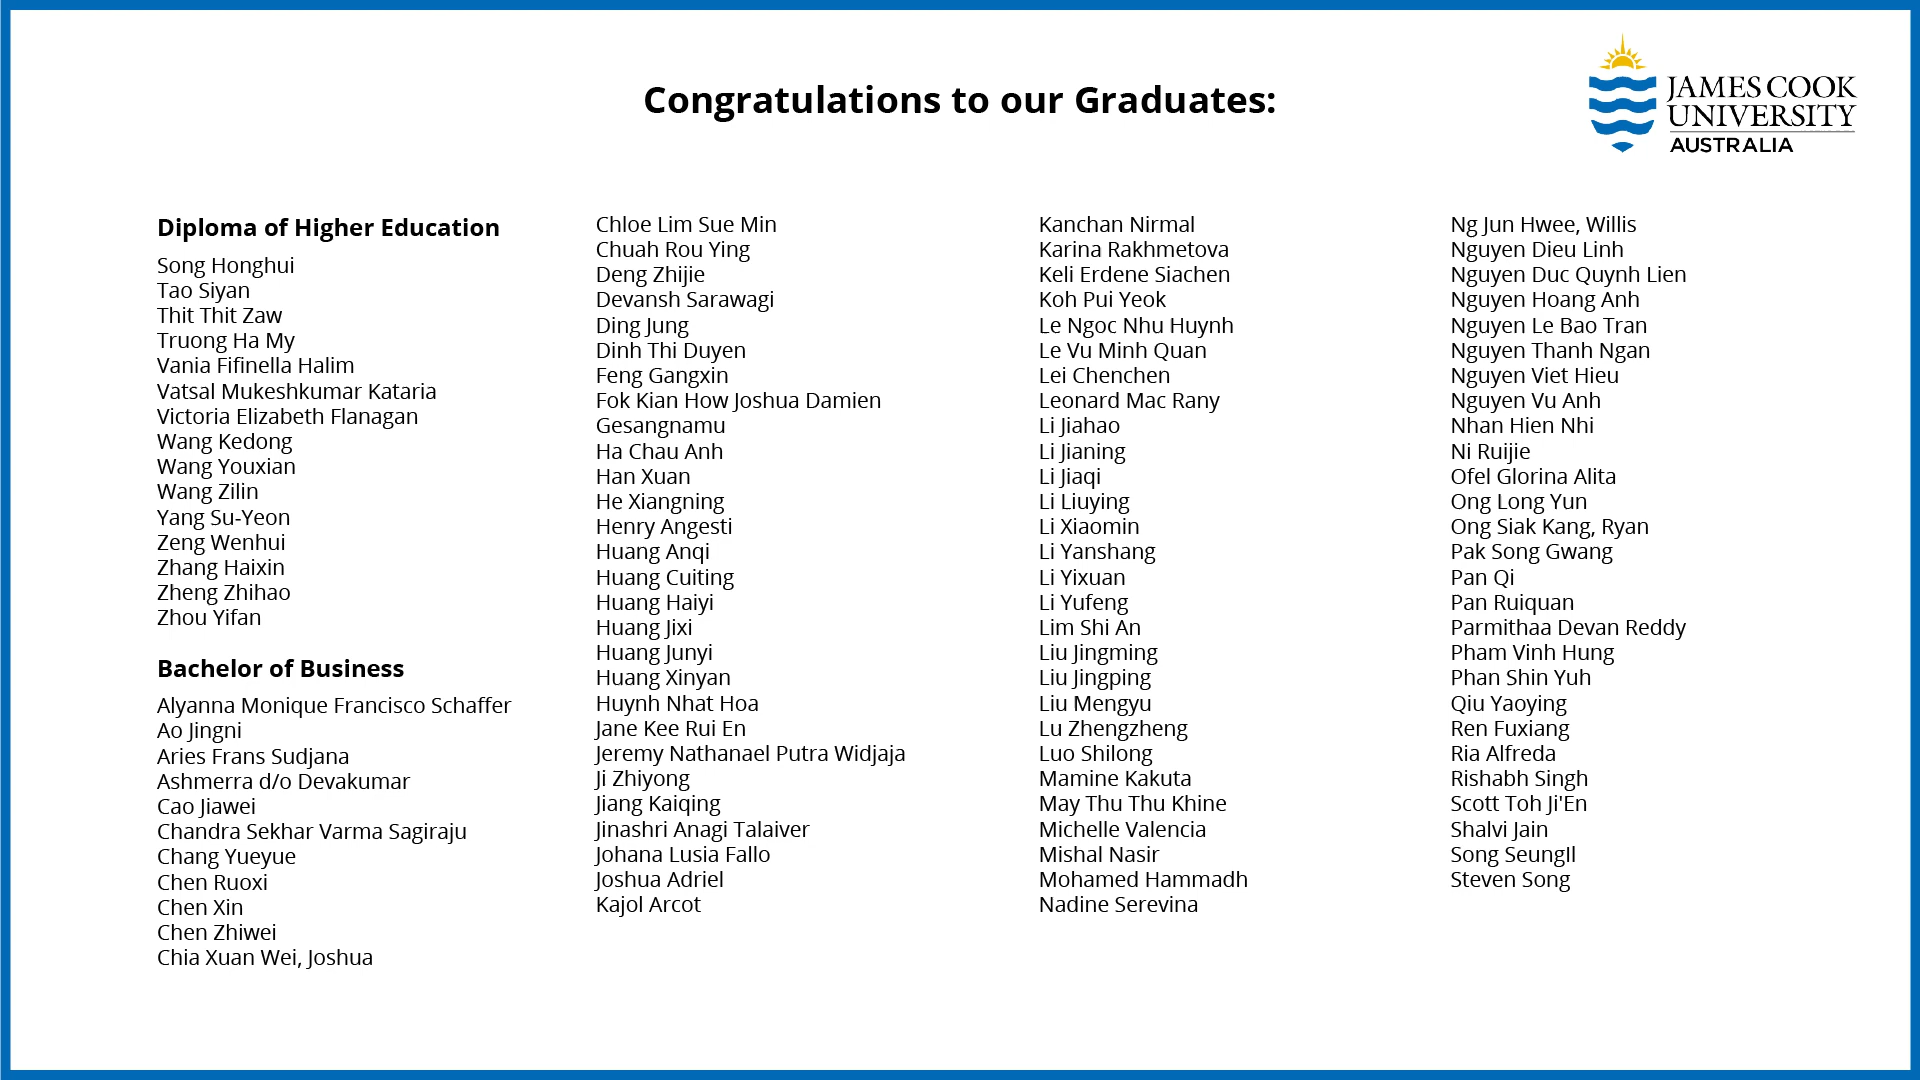 Congratulations to our Graduates:
JAMES COOK
UNIVERSITY
AUSTRALIA
Diploma of Higher Education
Song Honghui
Tao Siyan
Thit Thit Zaw
Truong Ha My
Vania Fifinella Halim
Vatsal Mukeshkumar Kataria
Victoria Elizabeth Flanagan
Wang Kedong
Wang Youxian
Wang Zilin
Yang Su-Yeon
Zeng Wenhui
Zhang Haixin
Zheng Zhihao
Zhou Yifan
Bachelor of Business
Alyanna Monique Francisco Schaffer
Ao Jingni
Aries Frans Sudjana
Ashmerra d/o Devakumar
Cao Jiawei
Chandra Sekhar Varma Sagiraju
Chang Yueyue
Chen Ruoxi
Chen Xin
Chen Zhiwei
Chia Xuan Wei, Joshua
Chloe Lim Sue Min
Chuah Rou Ying
Deng Zhijie
Devansh Sarawagi
Ding Jung
Dinh Thi Duyen
Feng Gangxin
Fok Kian How Joshua Damien
Gesangnamu
Ha Chau Anh
Han Xuan
He Xiangning
Henry Angesti
Huang Anqi
Huang Cuiting
Huang Haiyi
Huang Jixi
Huang Junyi
Huang Xinyan
Huynh Nhat Hoa
Jane Kee Rui En
Jeremy Nathanael Putra Widjaja
Ji Zhiyong
Jiang Kaiqing
Jinashri Anagi Talaiver
Johana Lusia Fallo
Joshua Adriel
Kajol Arcot
Kanchan Nirmal
Karina Rakhmetova
Keli Erdene Siachen
Koh Pui Yeok
Le Ngoc Nhu Huynh
Le Vu Minh Quan
Lei Chenchen
Leonard Mac Rany
Li Jiahao
Li Jianing
Li Jiaqi
Li Liuying
Li Xiaomin
Li Yanshang
Li Yixuan
Li Yufeng
Lim Shi An
Liu Jingming
Liu Jingping
Liu Mengyu
Lu Zhengzheng
Luo Shilong
Mamine Kakuta
May Thu Thu Khine
Michelle Valencia
Mishal Nasir
Mohamed Hammadh
Nadine Serevina
Ng Jun Hwee, Willis
Nguyen Dieu Linh
Nguyen Duc Quynh Lien
Nguyen Hoang Anh
Nguyen Le Bao Tran
Nguyen Thanh Ngan
Nguyen Viet Hieu
Nguyen Vu Anh
Nhan Hien Nhi
Ni Ruijie
Ofel Glorina Alita
Ong Long Yun
Ong Siak Kang, Ryan
Pak Song Gwang
Pan Qi
Pan Ruiquan
Parmithaa Devan Reddy
Pham Vinh Hung
Phan Shin Yuh
Qiu Yaoying
Ren Fuxiang
Ria Alfreda
Rishabh Singh
Scott Toh Ji'En
Shalvi Jain
Song SeungIl
Steven Song